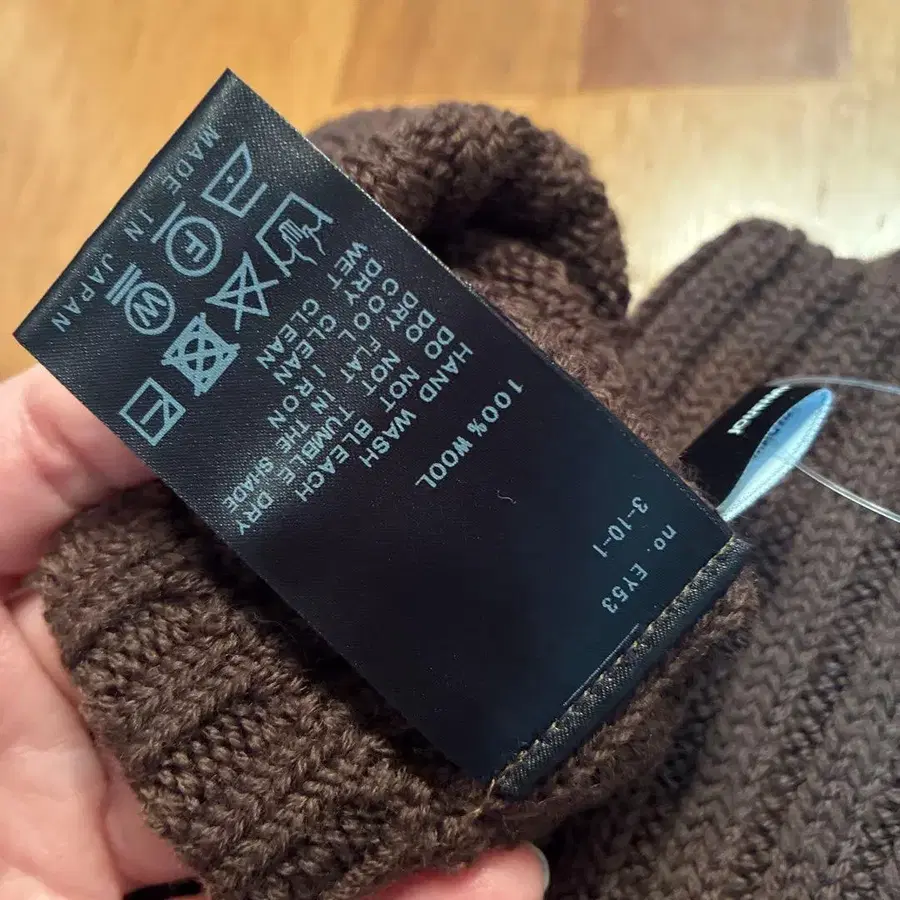 no. EY53
3-10-1
100% WOOL
HAND WASH
DO NOT BLEACH
DO NOT TUMBLE DRY
DRY FLAT IN THE SHADE
COOL IRON
DRY CLEAN
WET CLEAN
F W
MADE IN JAPAN